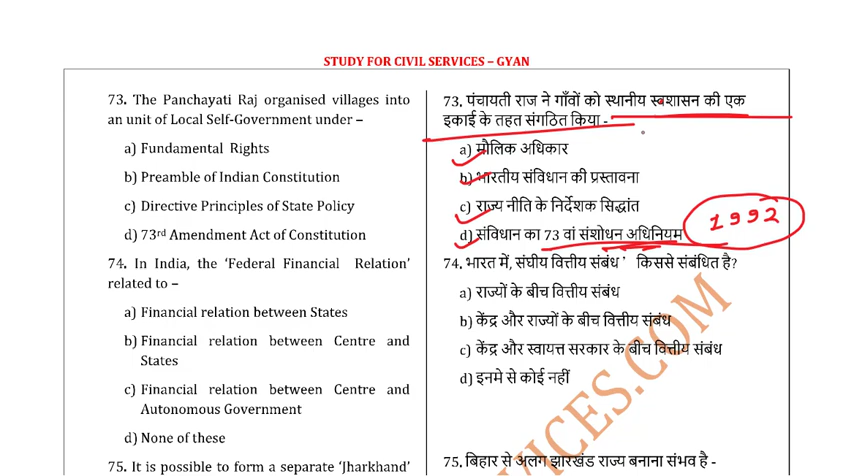 STUDY FOR CIVIL SERVICES – GYAN
73. The Panchayati Raj organised villages into
an unit of Local Self-Government under –
a) Fundamental Rights
b) Preamble of Indian Constitution
c) Directive Principles of State Policy
d) 73rd Amendment Act of Constitution
74. In India, the ‘Federal Financial Relation’
related to –
a) Financial relation between States
b) Financial relation between Centre and
States
c) Financial relation between Centre and
Autonomous Government
d) None of these
75. It is possible to form a separate ‘Jharkhand’
73. पंचायती राज ने गाँवों को स्थानीय स्वशासन की एक
इकाई के तहत संगठित किया -
a) मौलिक अधिकार
b) भारतीय संविधान की प्रस्तावना
c) राज्य नीति के निर्देशक सिद्धांत
d) संविधान का 73 वां संशोधन अधिनियम
1992
74. भारत में, संघीय वित्तीय संबंध ’ किससे संबंधित है?
a) राज्यों के बीच वित्तीय संबंध
b) केंद्र और राज्यों के बीच वित्तीय संबंध
c) केंद्र और स्वायत्त सरकार के बीच वित्तीय संबंध
d) इनमे से कोई नहीं
75. बिहार से अलग झारखंड राज्य बनाना संभव है -
VICES.COM